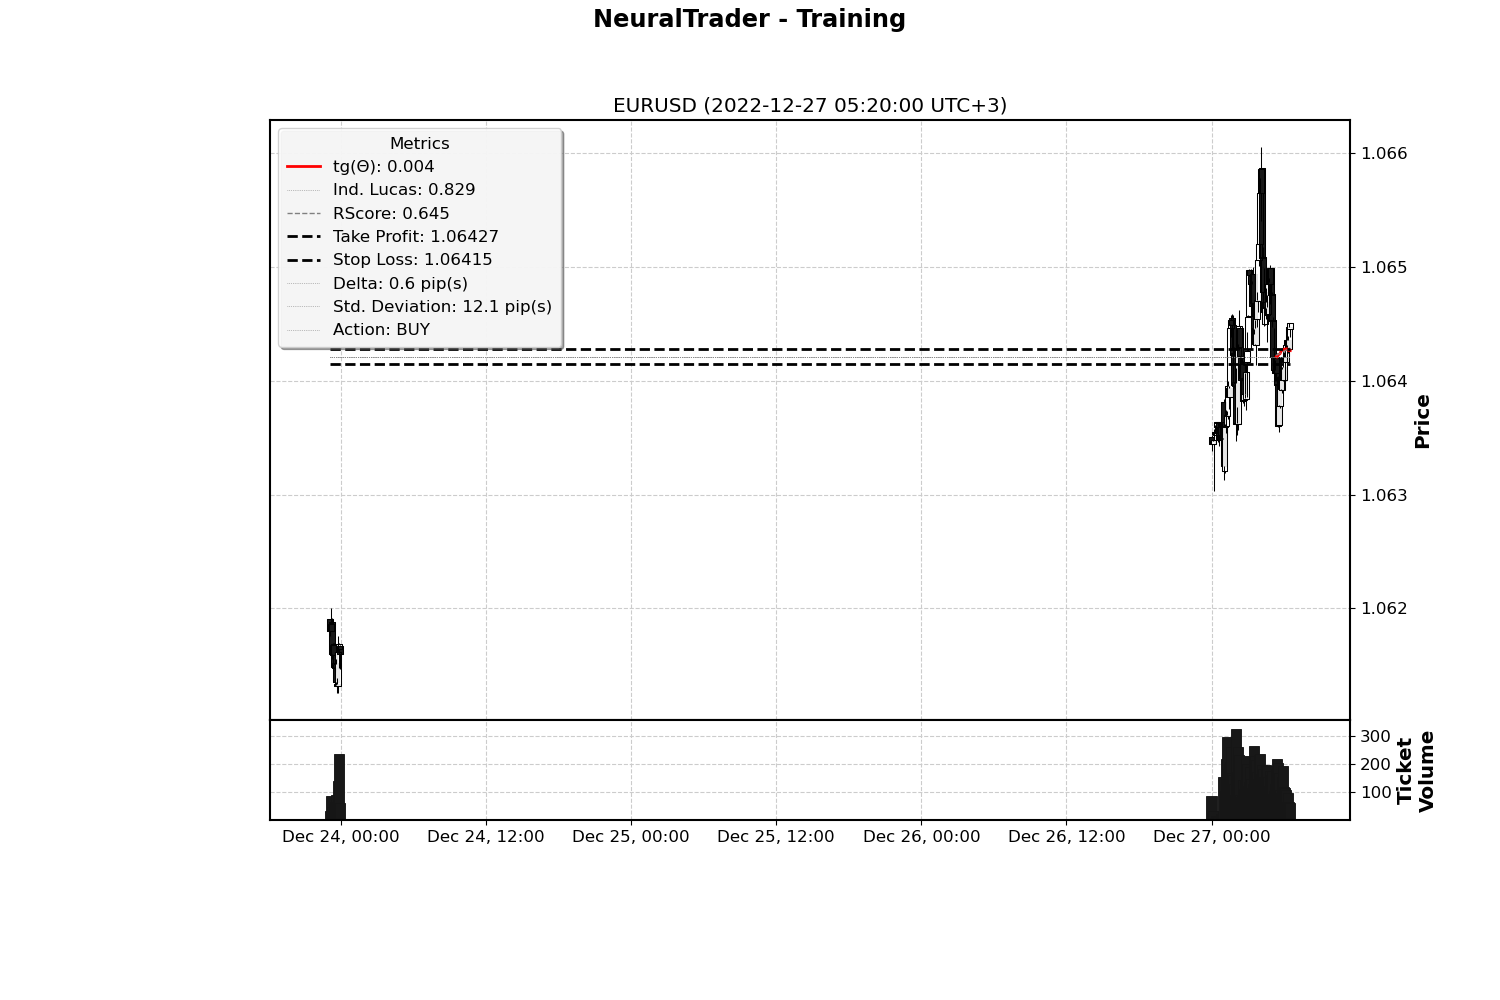 NeuralTrader - Training
EURUSD (2022-12-27 05:20:00 UTC+3)
Metrics
tg(Θ): 0.004
Ind. Lucas: 0.829
RScore: 0.645
Take Profit: 1.06427
Stop Loss: 1.06415
Delta: 0.6 pip(s)
Std. Deviation: 12.1 pip(s)
Action: BUY
1.066
1.065
1.064
1.063
1.062
Price
300
200
100
Ticket
Volume
Dec 24, 00:00
Dec 24, 12:00
Dec 25, 00:00
Dec 25, 12:00
Dec 26, 00:00
Dec 26, 12:00
Dec 27, 00:00